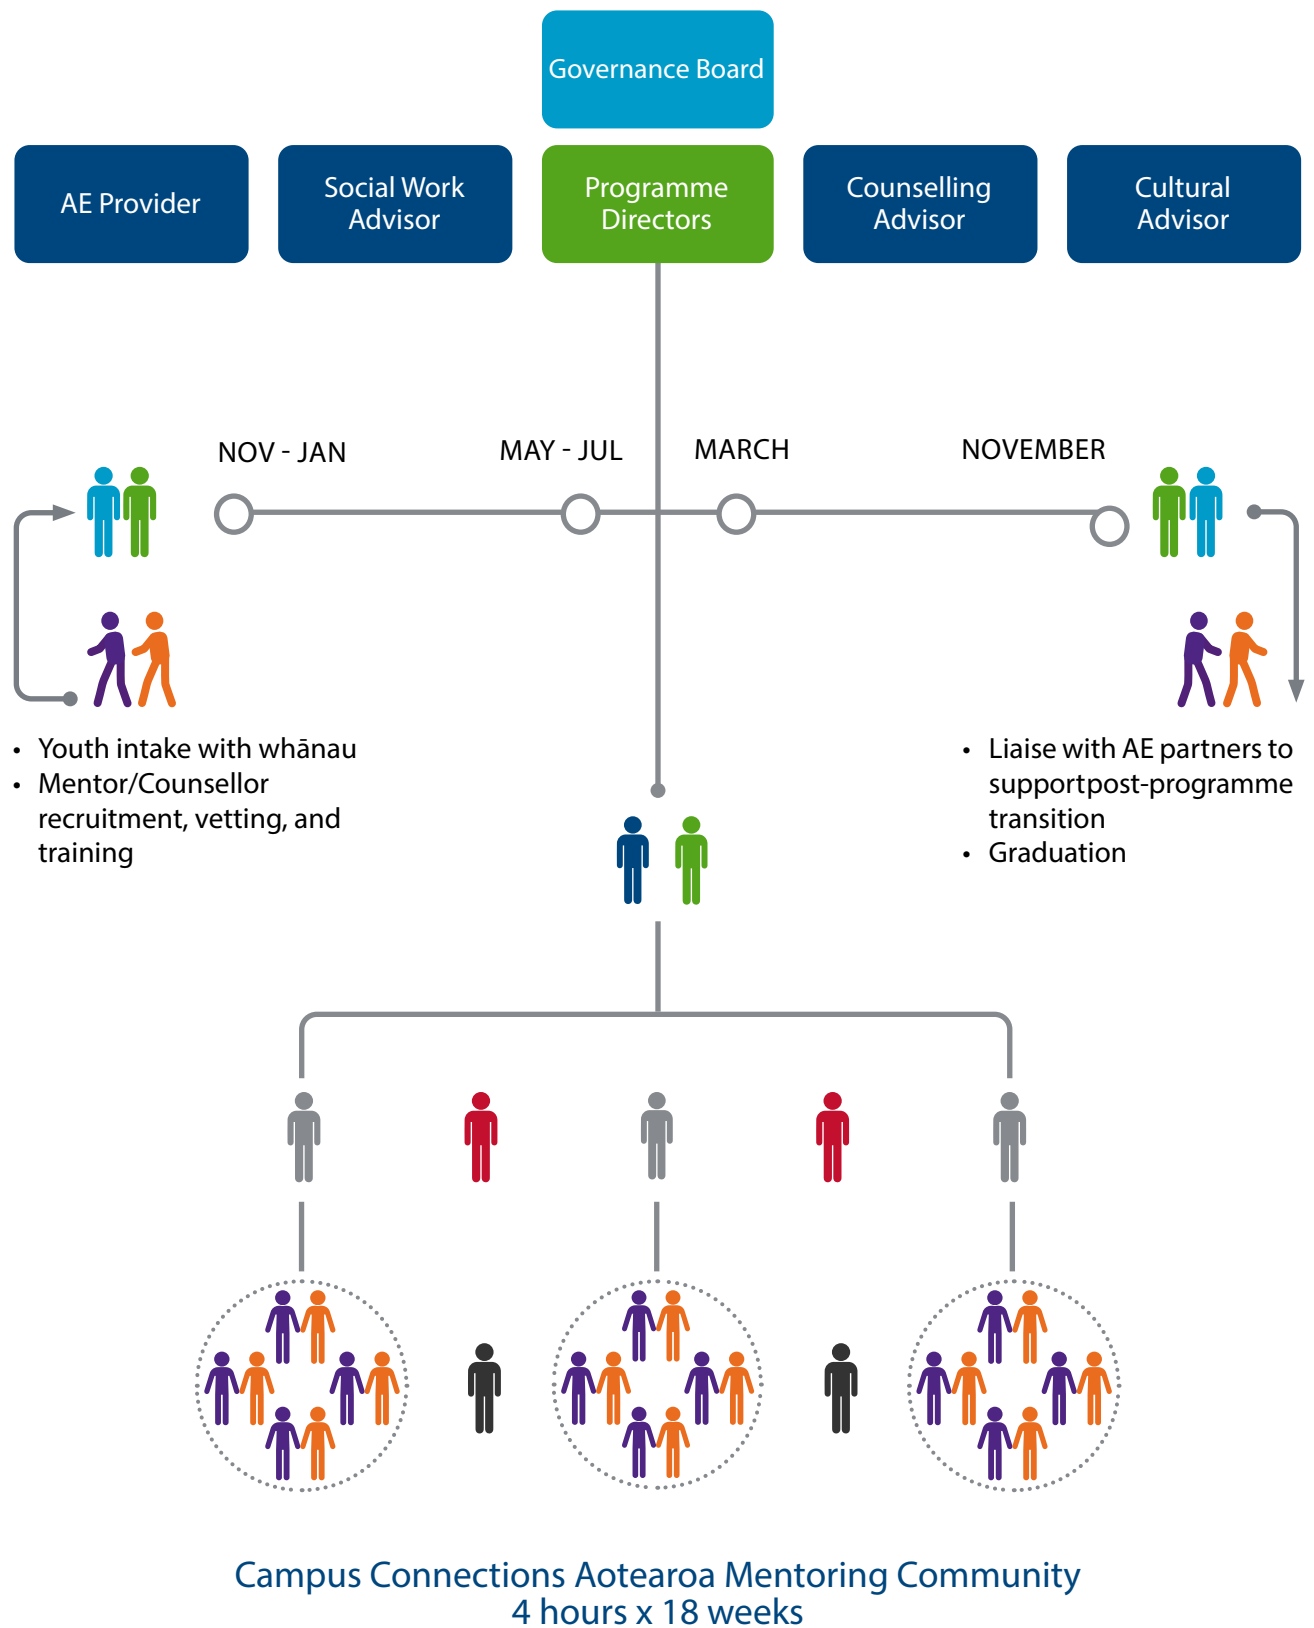 Governance Board
AE Provider
Social Work
Advisor
Programme
Directors
Counselling
Advisor
Cultural
Advisor
NOV - JAN
MAY - JUL
MARCH
NOVEMBER
• Youth intake with whānau
• Mentor/Counsellor
recruitment, vetting, and
training
• Liaise with AE partners to
supportpost-programme
transition
• Graduation
Campus Connections Aotearoa Mentoring Community
4 hours x 18 weeks